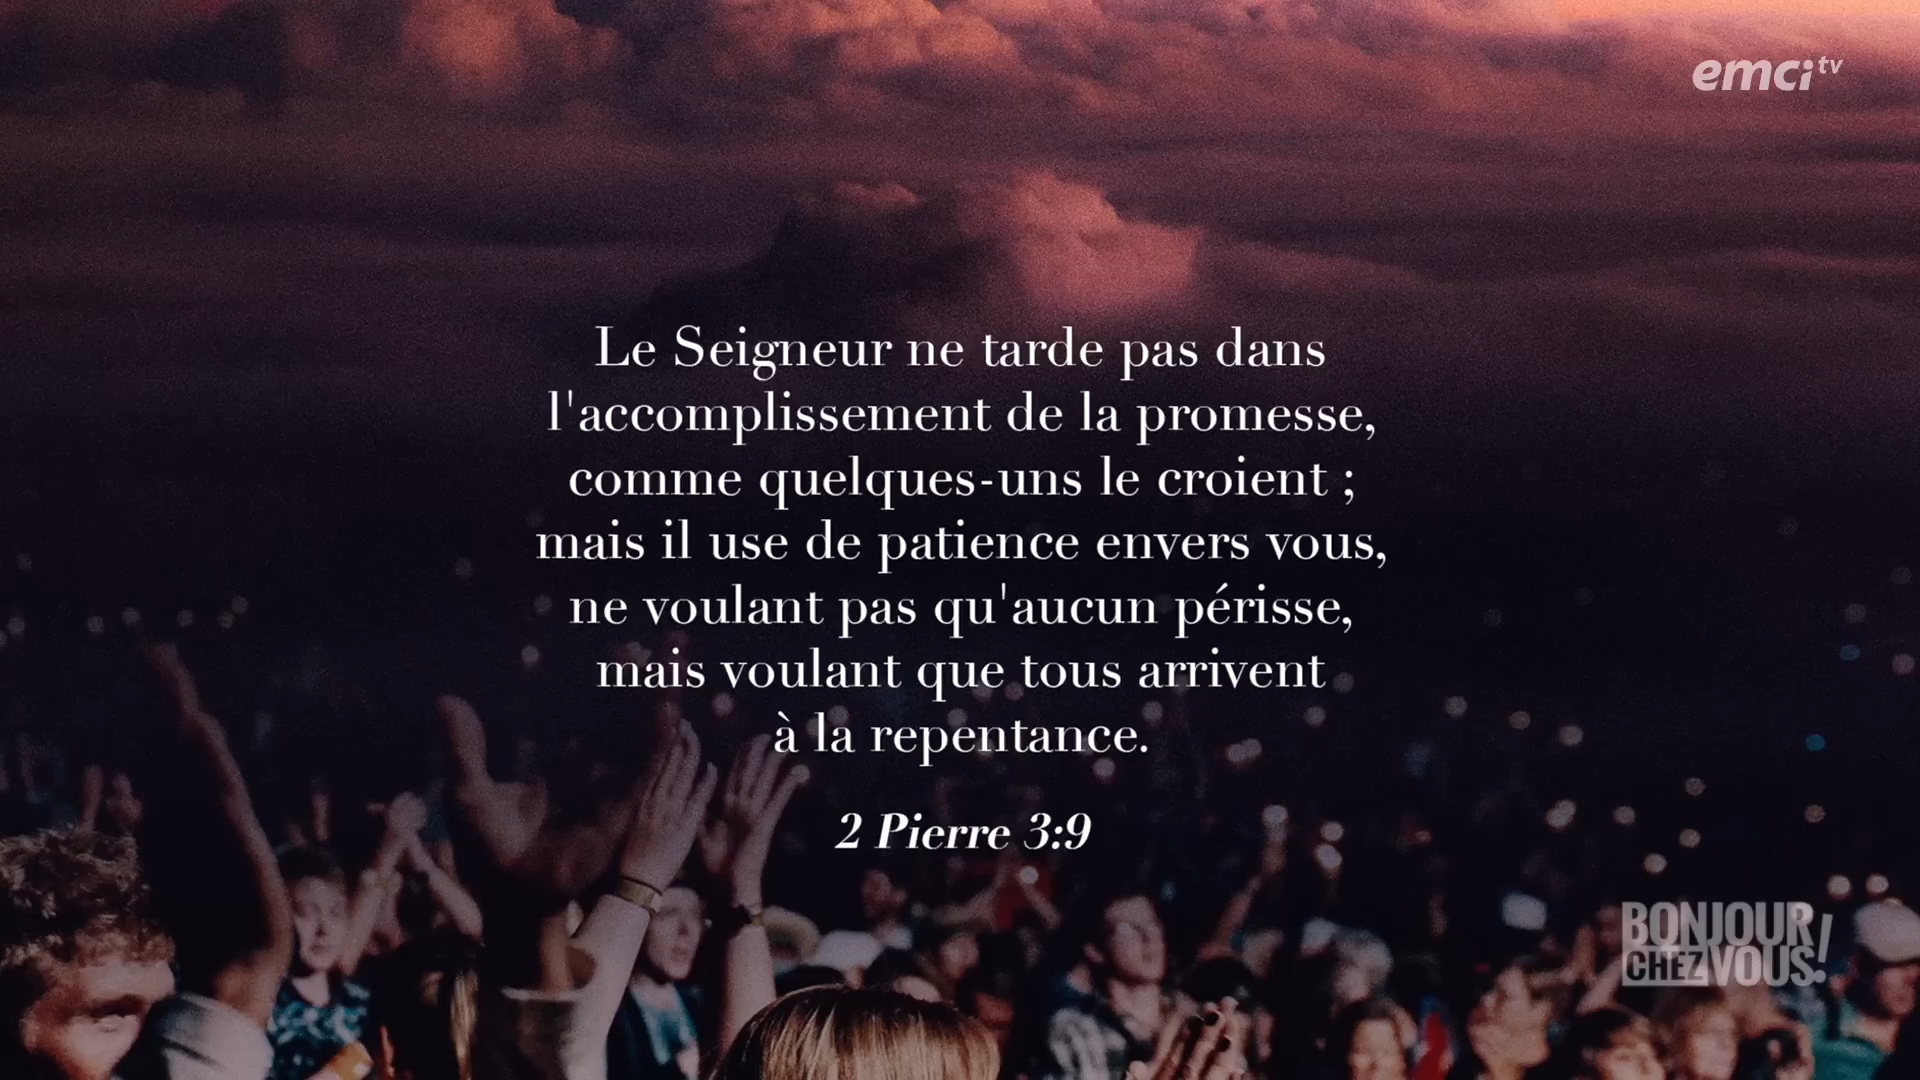 emci tv
Le Seigneur ne tarde pas dans
l'accomplissement de la promesse,
comme quelques-uns le croient ;
mais il use de patience envers vous,
ne voulant pas qu'aucun périsse,
mais voulant que tous arrivent
à la repentance.
2 Pierre 3:9
BONJOUR
CHEZ VOUS!